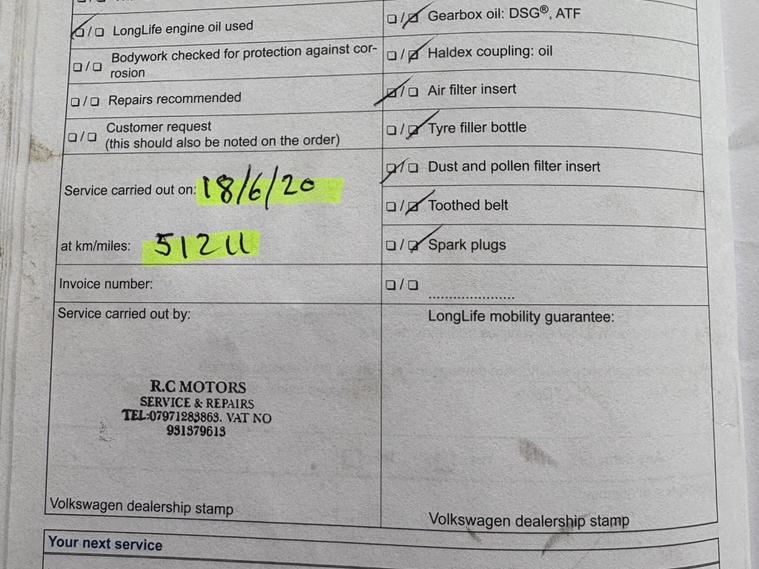 LongLife engine oil used
Bodywork checked for protection against cor-
rosion
Repairs recommended
Customer request
(this should also be noted on the order)
Service carried out on: 18/6/20
at km/miles: 51211
Invoice number:
Service carried out by:
R.C MOTORS
SERVICE & REPAIRS
TEL:07971283863. VAT NO
931379613
Volkswagen dealership stamp
Gearbox oil: DSG®, ATF
Haldex coupling: oil
Air filter insert
Tyre filler bottle
Dust and pollen filter insert
Toothed belt
Spark plugs
......................
LongLife mobility guarantee:
Volkswagen dealership stamp
Your next service